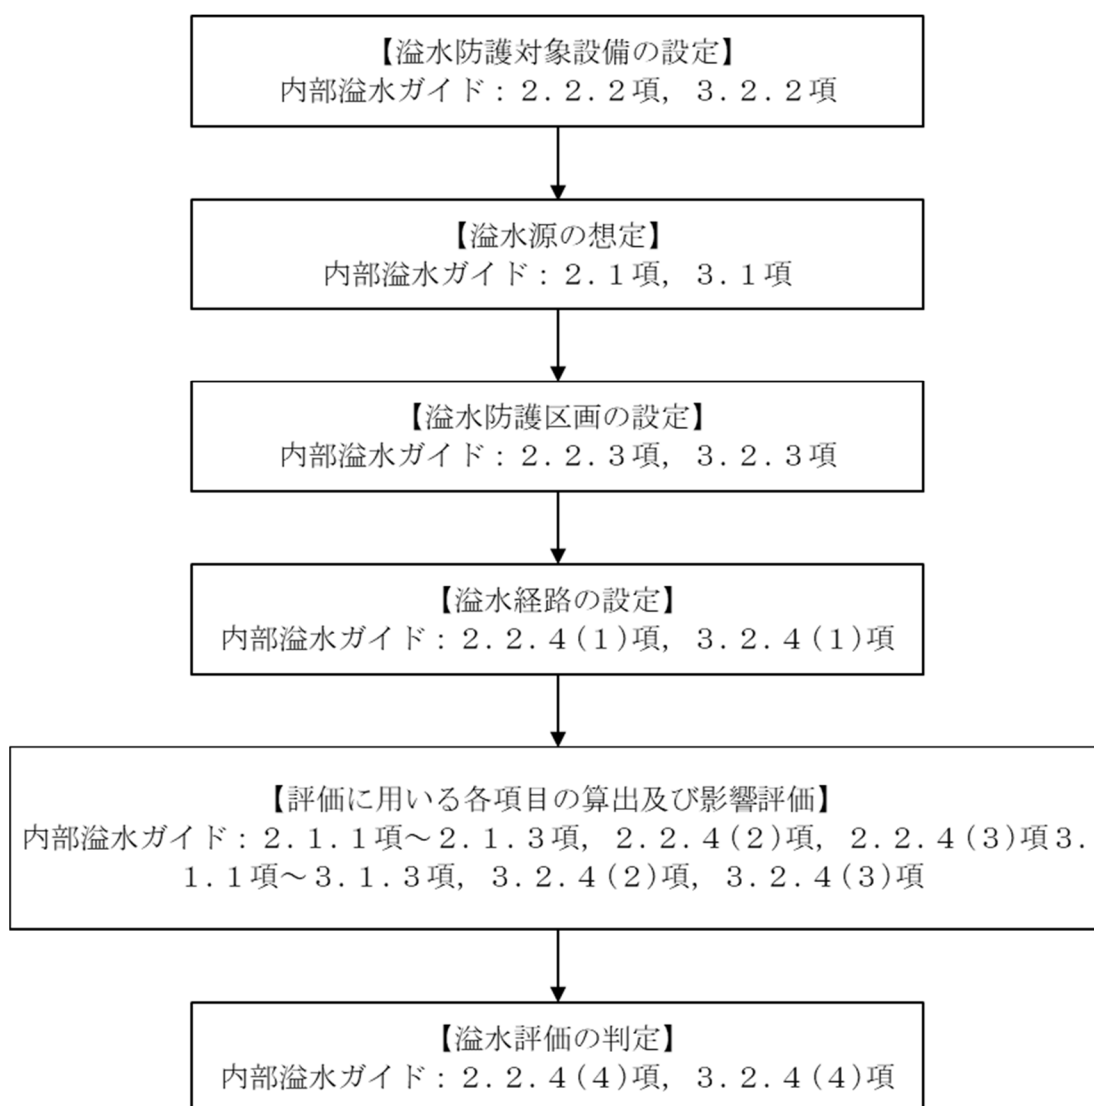 【溢水防護対象設備の設定】
内部溢水ガイド：２．２．２項，３．２．２項
【溢水源の想定】
内部溢水ガイド：２．１項，３．１項
【溢水防護区画の設定】
内部溢水ガイド：２．２．３項，３．２．３項
【溢水経路の設定】
内部溢水ガイド：２．２．４(１)項，３．２．４(１)項
【評価に用いる各項目の算出及び影響評価】
内部溢水ガイド：２．１．１項～２．１．３項，２．２．４(２)項，２．２．４(３)項３．
１．１項～３．１．３項，３．２．４(２)項，３．２．４(３)項
【溢水評価の判定】
内部溢水ガイド：２．２．４(４)項，３．２．４(４)項